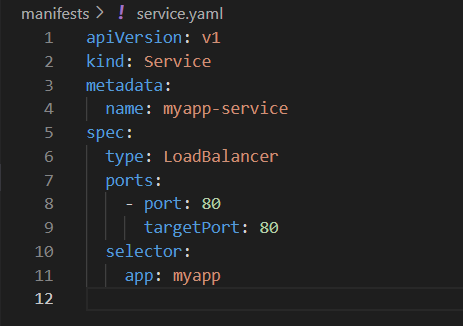 manifests > ! service.yaml
1 apiVersion: v1
2 kind: Service
3 metadata:
4   name: myapp-service
5 spec:
6   type: LoadBalancer
7   ports:
8     - port: 80
9       targetPort: 80
10   selector:
11     app: myapp
12